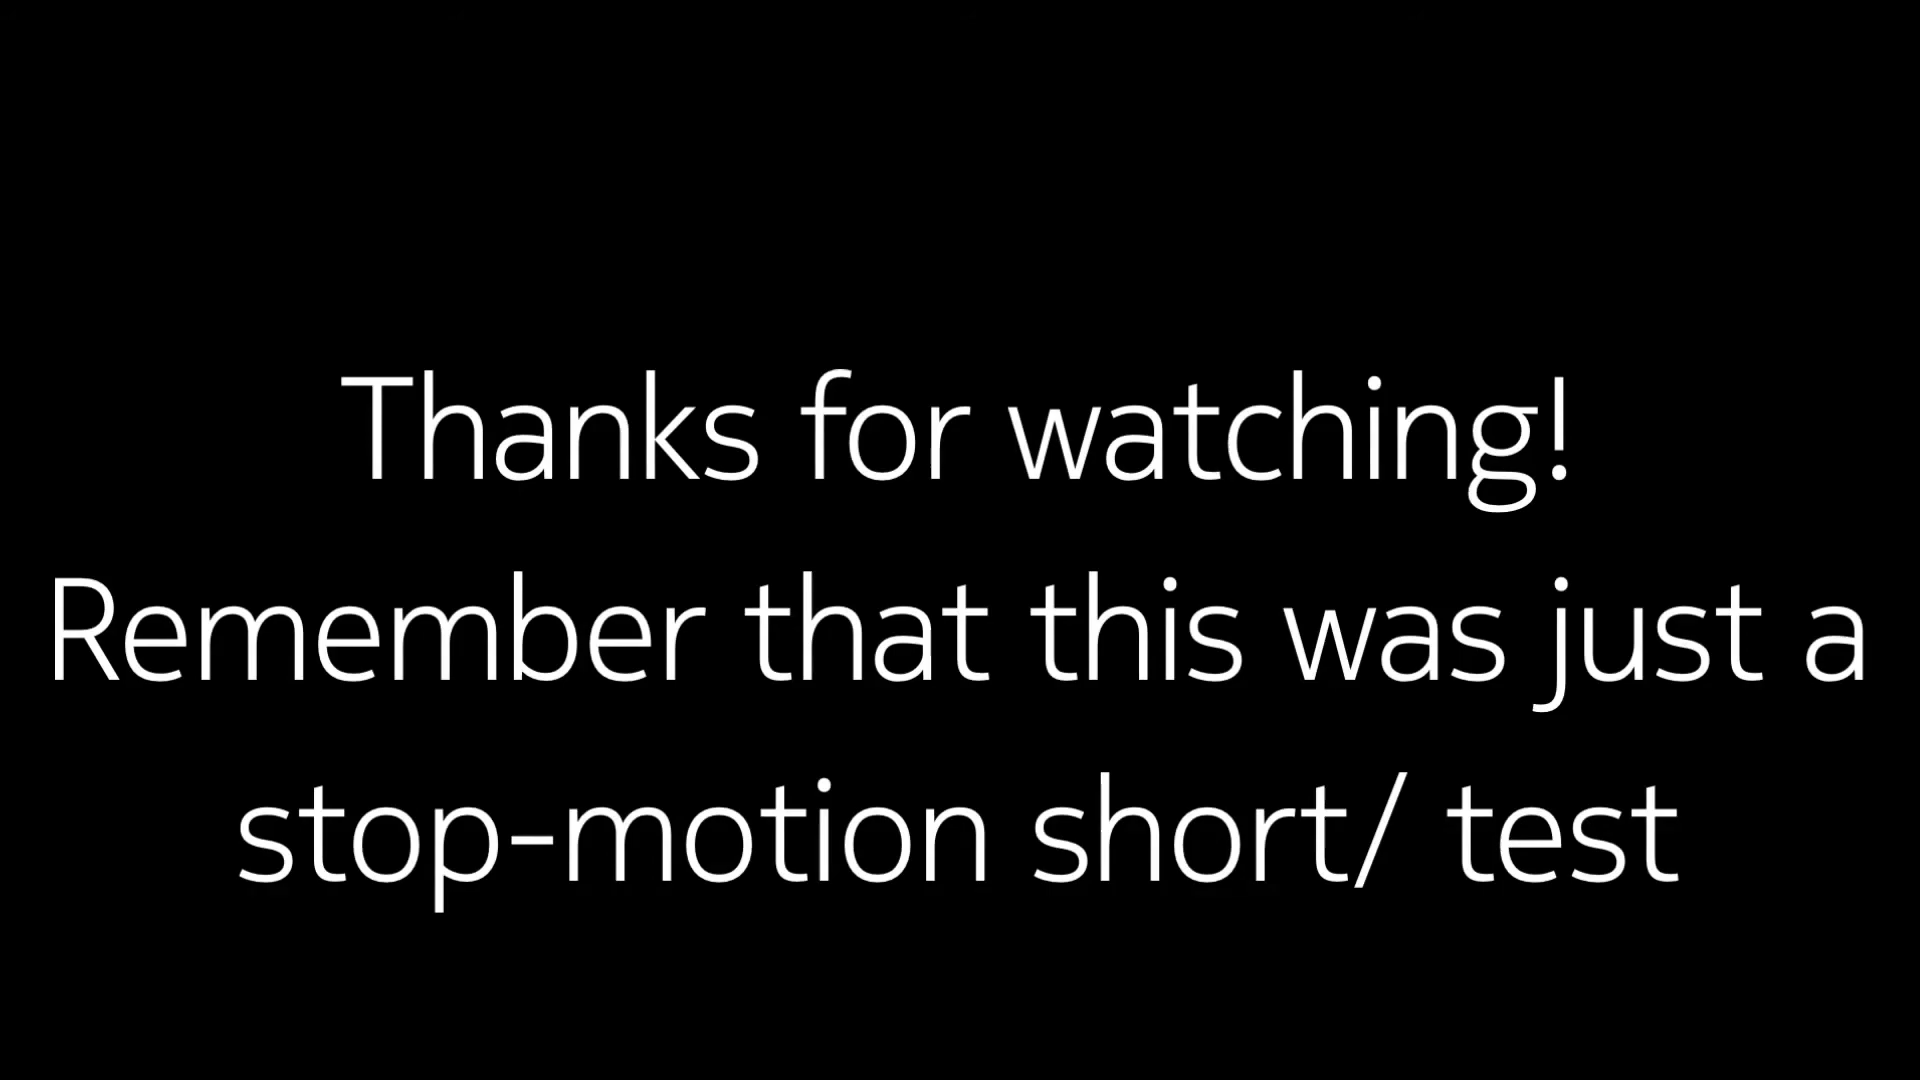 Thanks for watching!
Remember that this was just a
stop-motion short/ test